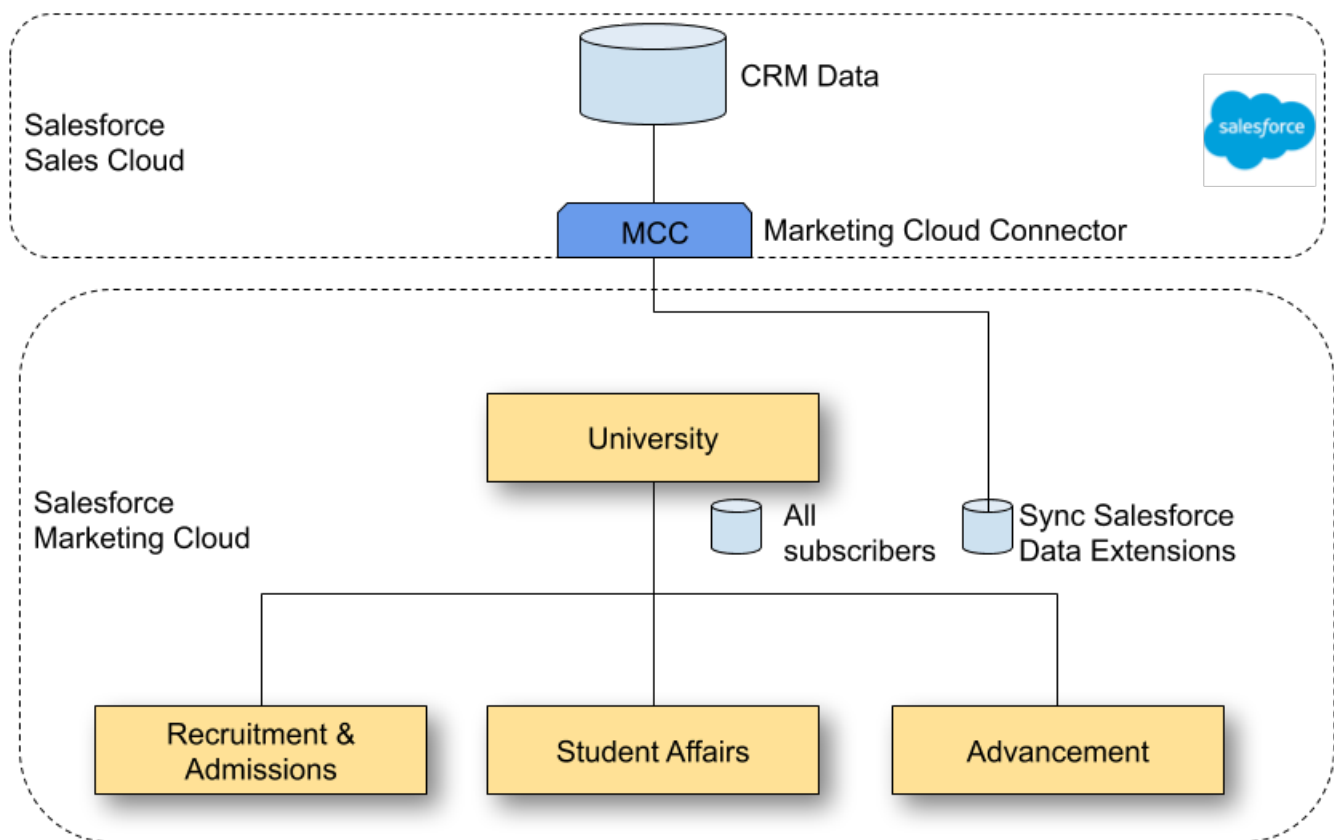 CRM Data
Salesforce
Sales Cloud
salesforce
MCC
Marketing Cloud Connector
University
Salesforce
Marketing Cloud
All
subscribers
Sync Salesforce
Data Extensions
Recruitment &
Admissions
Student Affairs
Advancement